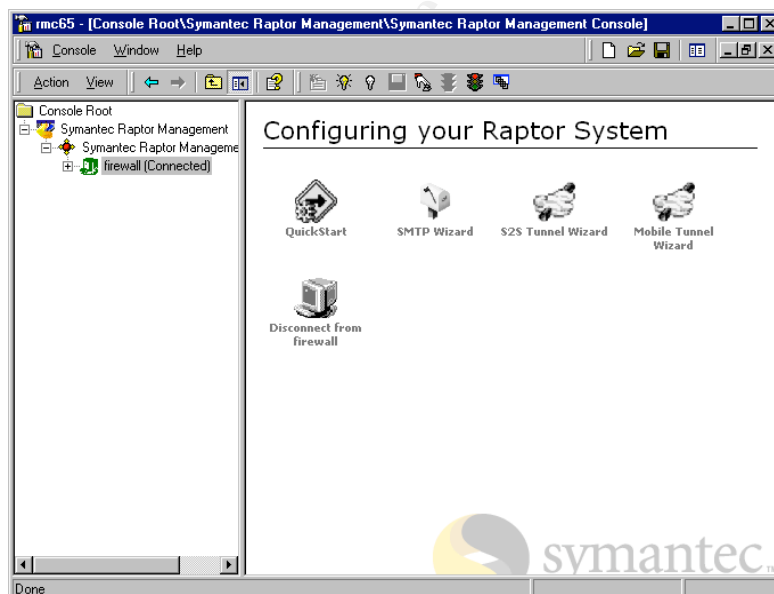 rmc65 - [Console Root\Symantec Raptor Management\Symantec Raptor Management Console]
Console Window Help
Action View
Console Root
Symantec Raptor Management
Symantec Raptor Manageme
firewall (Connected)
Configuring your Raptor System
QuickStart
SMTP Wizard
S2S Tunnel Wizard
Mobile Tunnel
Wizard
Disconnect from
firewall
symantec™
Done